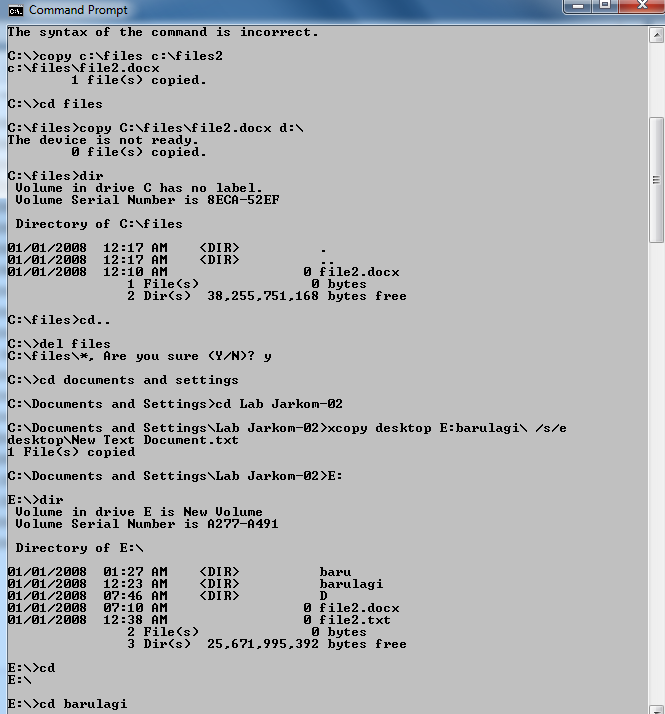 Command Prompt
The syntax of the command is incorrect.
C:\>copy c:\files c:\files2
c:\files\file2.docx
        1 file(s) copied.
C:\>cd files
C:\files>copy C:\files\file2.docx d:\
The device is not ready.
        0 file(s) copied.
C:\files>dir
 Volume in drive C has no label.
 Volume Serial Number is 8ECA-52EF
 Directory of C:\files
01/01/2008  12:17 AM    <DIR>          .
01/01/2008  12:17 AM    <DIR>          ..
01/01/2008  12:10 AM                 0 file2.docx
               1 File(s)              0 bytes
               2 Dir(s)  38,255,751,168 bytes free
C:\files>cd..
C:\>del files
C:\files\*, Are you sure (Y/N)? y
C:\>cd documents and settings
C:\Documents and Settings>cd Lab Jarkom-02
C:\Documents and Settings\Lab Jarkom-02>xcopy desktop E:barulagi\ /s/e
desktop\New Text Document.txt
1 File(s) copied
C:\Documents and Settings\Lab Jarkom-02>E:
E:\>dir
 Volume in drive E is New Volume
 Volume Serial Number is A277-A491
 Directory of E:\
01/01/2008  01:27 AM    <DIR>          baru
01/01/2008  12:23 AM    <DIR>          barulagi
01/01/2008  07:46 AM    <DIR>          D
01/01/2008  07:10 AM                 0 file2.docx
01/01/2008  12:38 AM                 0 file2.txt
               2 File(s)              0 bytes
               3 Dir(s)  25,671,995,392 bytes free
E:\>cd
E:\
E:\>cd barulagi